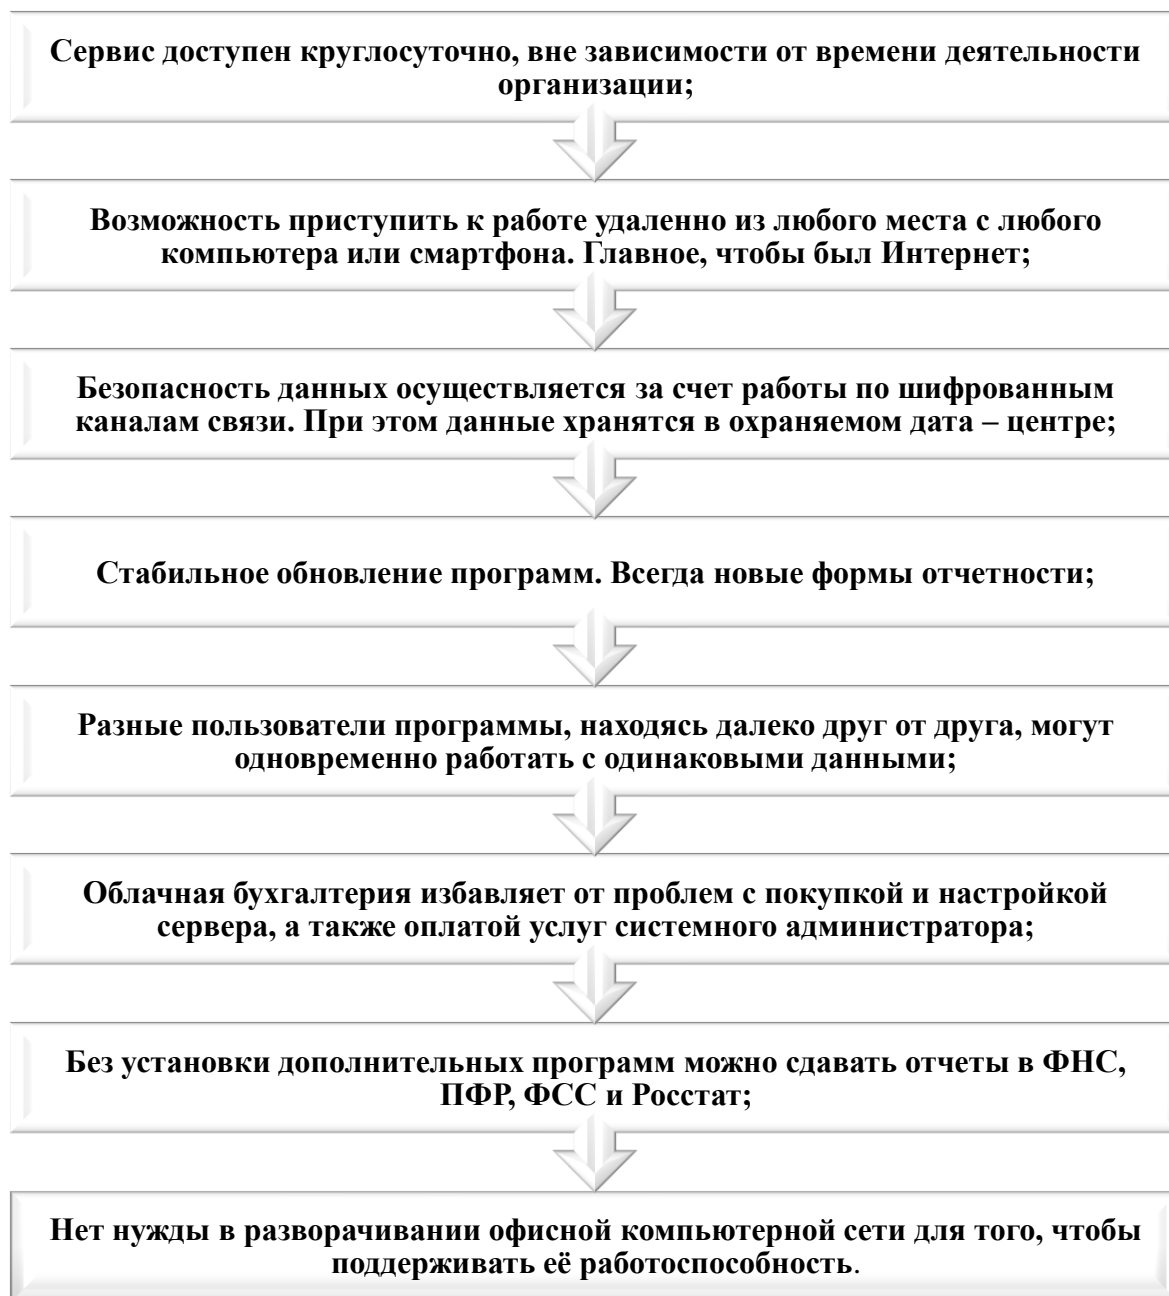 Сервис доступен круглосуточно, вне зависимости от времени деятельности
организации;
Возможность приступить к работе удаленно из любого места с любого
компьютера или смартфона. Главное, чтобы был Интернет;
Безопасность данных осуществляется за счет работы по шифрованным
каналам связи. При этом данные хранятся в охраняемом дата – центре;
Стабильное обновление программ. Всегда новые формы отчетности;
Разные пользователи программы, находясь далеко друг от друга, могут
одновременно работать с одинаковыми данными;
Облачная бухгалтерия избавляет от проблем с покупкой и настройкой
сервера, а также оплатой услуг системного администратора;
Без установки дополнительных программ можно сдавать отчеты в ФНС,
ПФР, ФСС и Росстат;
Нет нужды в разворачивании офисной компьютерной сети для того, чтобы
поддерживать её работоспособность.